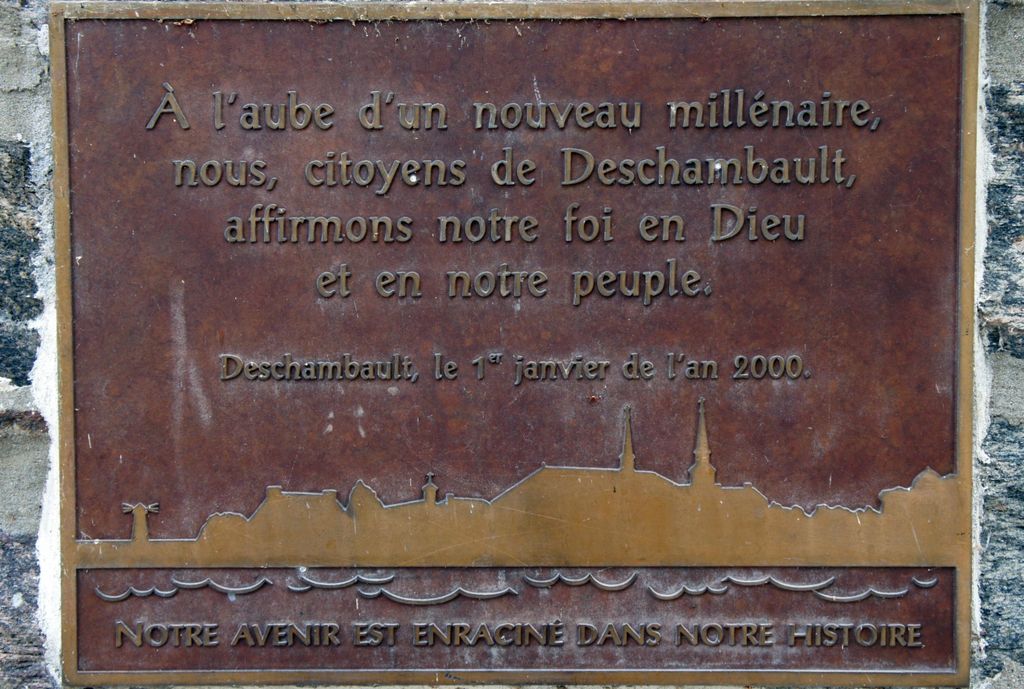 À l'aube d'un nouveau millénaire,
nous, citoyens de Deschambault,
affirmons notre foi en Dieu
et en notre peuple.
Deschambault, le 1er janvier de l'an 2000.
NOTRE AVENIR EST ENRACINÉ DANS NOTRE HISTOIRE